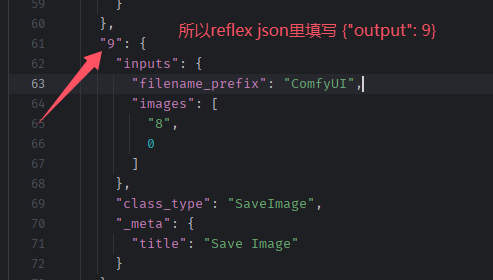 59 }
60 },
61 "9": {
所以reflex json里填写 {"output": 9}
62 "inputs": {
63 "filename_prefix": "ComfyUI",
64 "images": [
65 "8",
66 0
67 ]
68 },
69 "class_type": "SaveImage",
70 "_meta": {
71 "title": "Save Image"
72 }
73 }